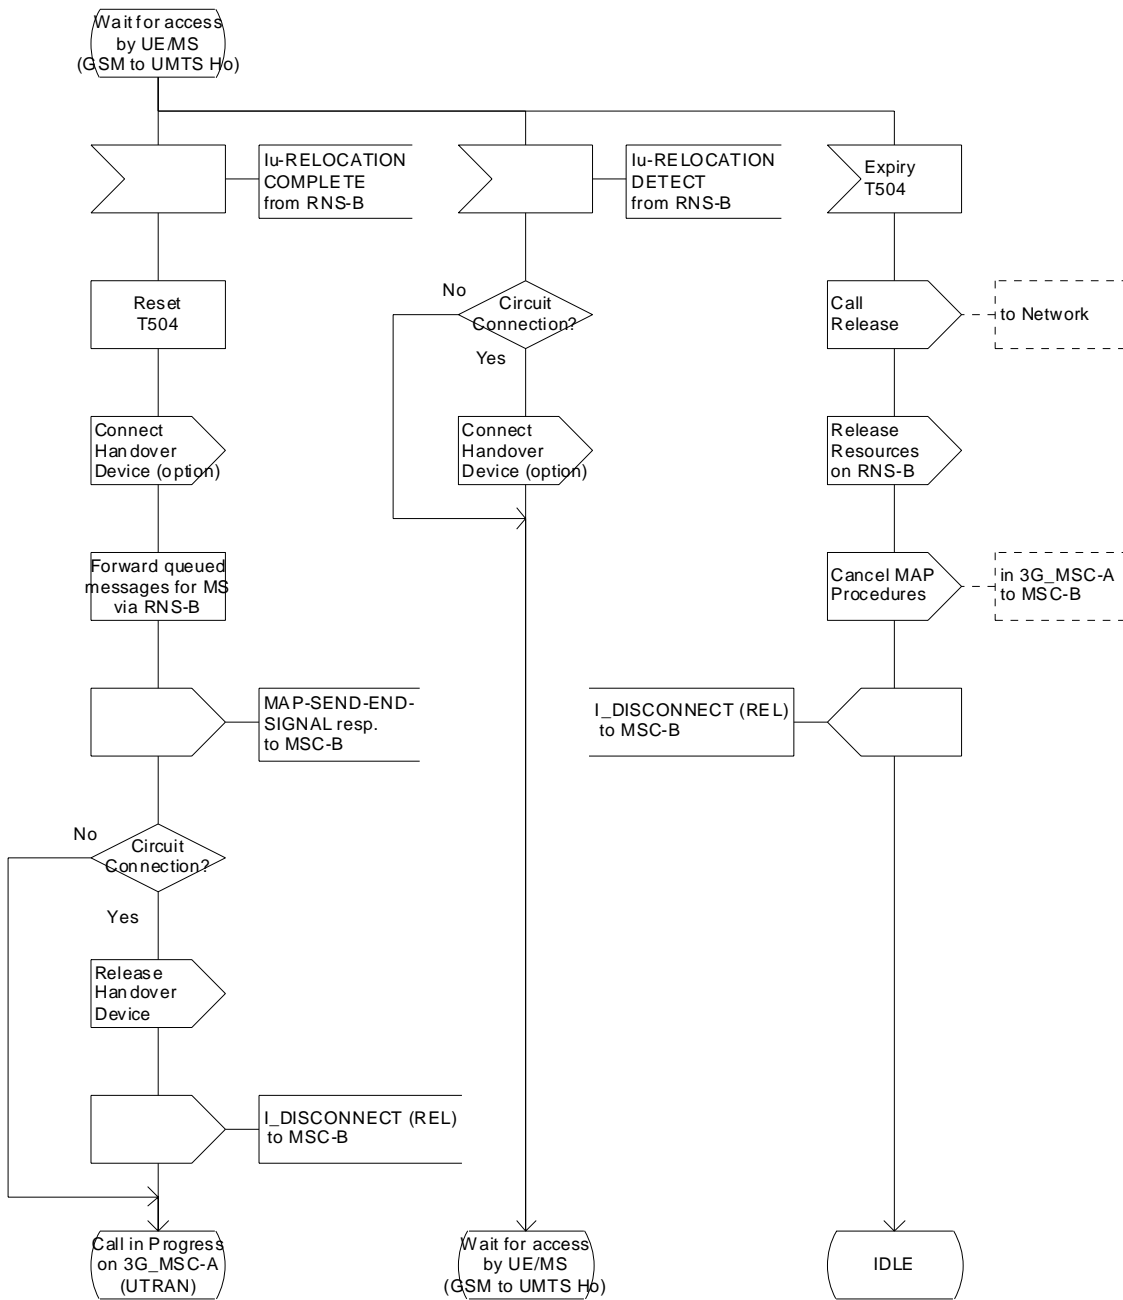 Wait for access
by UE/MS
(GSM to UMTS Ho)
Iu-RELOCATION
COMPLETE
from RNS-B
Iu-RELOCATION
DETECT
from RNS-B
Expiry
T504
Reset
T504
No
Circuit
Connection?
Yes
Call
Release
to Network
Connect
Handover
Device (option)
Connect
Handover
Device (option)
Release
Resources
on RNS-B
Forward queued
messages for MS
via RNS-B
Cancel MAP
Procedures
in 3G_MSC-A
to MSC-B
MAP-SEND-END-
SIGNAL resp.
to MSC-B
I_DISCONNECT (REL)
to MSC-B
No
Circuit
Connection?
Yes
Release
Handover
Device
I_DISCONNECT (REL)
to MSC-B
Call in Progress
on 3G_MSC-A
(UTRAN)
Wait for access
by UE/MS
(GSM to UMTS Ho)
IDLE